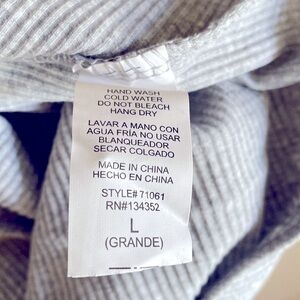 HAND WASH
COLD WATER
DO NOT BLEACH
HANG DRY
LAVAR A MANO CON
AGUA FRÍA NO USAR
BLANQUEADOR
SECAR COLGADO
MADE IN CHINA
HECHO EN CHINA
STYLE# 71061
RN#134352
L
(GRANDE)